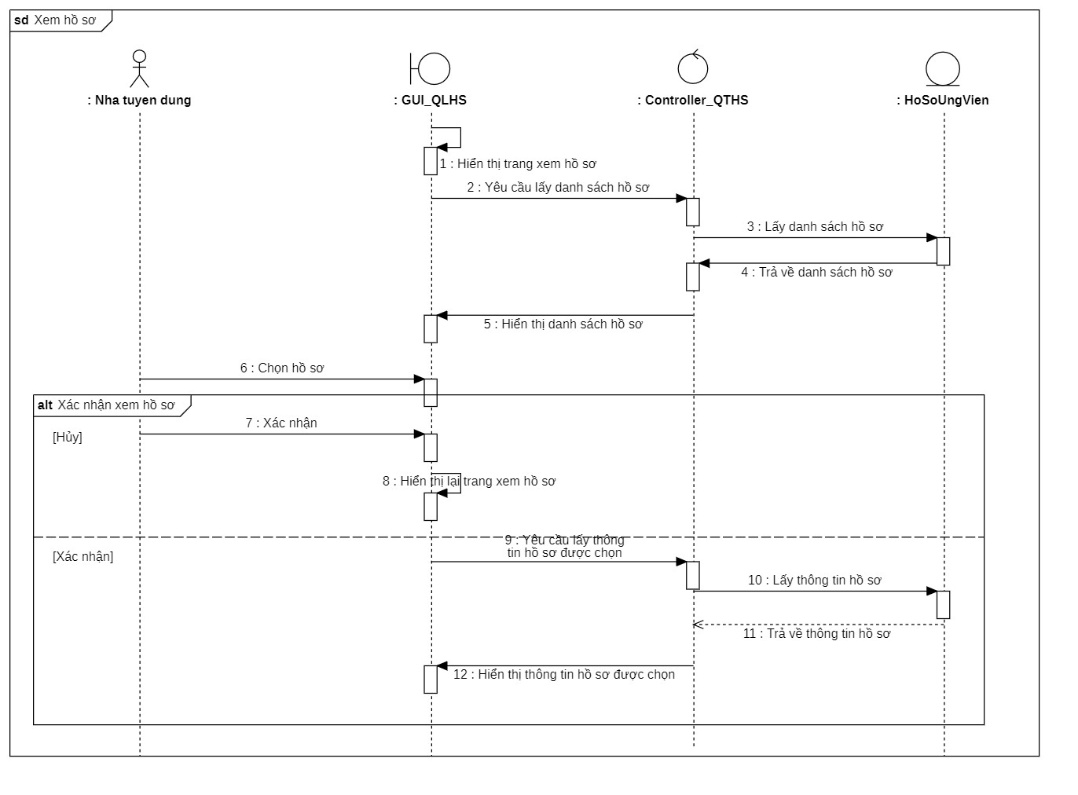 sd Xem hồ sơ
: Nha tuyen dung
: GUI_QLHS
: Controller_QTHS
: HoSoUngVien
1 : Hiển thị trang xem hồ sơ
2 : Yêu cầu lấy danh sách hồ sơ
3 : Lấy danh sách hồ sơ
4 : Trả về danh sách hồ sơ
5 : Hiển thị danh sách hồ sơ
6 : Chọn hồ sơ
alt Xác nhận xem hồ sơ
7 : Xác nhận
[Hủy]
8 : Hiển thị lại trang xem hồ sơ
9 : Yêu cầu lấy thông
tin hồ sơ được chọn
[Xác nhận]
10 : Lấy thông tin hồ sơ
11 : Trả về thông tin hồ sơ
12 : Hiển thị thông tin hồ sơ được chọn